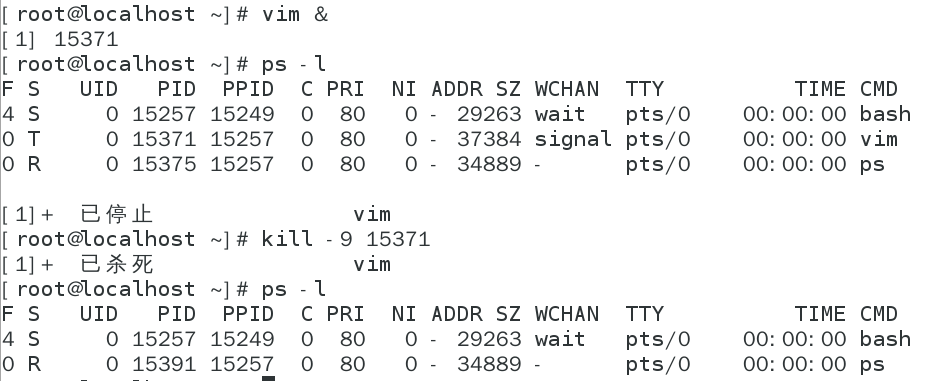 [root@localhost ~]# vim &
[1] 15371
[root@localhost ~]# ps -l
F S   UID    PID   PPID  C PRI  NI ADDR SZ WCHAN  TTY          TIME CMD
4 S     0  15257  15249  0  80   0 -  29263 wait   pts/0    00:00:00 bash
0 T     0  15371  15257  0  80   0 -  37384 signal pts/0    00:00:00 vim
0 R     0  15375  15257  0  80   0 -  34889 -      pts/0    00:00:00 ps
[1]+  已停止               vim
[root@localhost ~]# kill -9 15371
[1]+  已杀死               vim
[root@localhost ~]# ps -l
F S   UID    PID   PPID  C PRI  NI ADDR SZ WCHAN  TTY          TIME CMD
4 S     0  15257  15249  0  80   0 -  29263 wait   pts/0    00:00:00 bash
0 R     0  15391  15257  0  80   0 -  34889 -      pts/0    00:00:00 ps